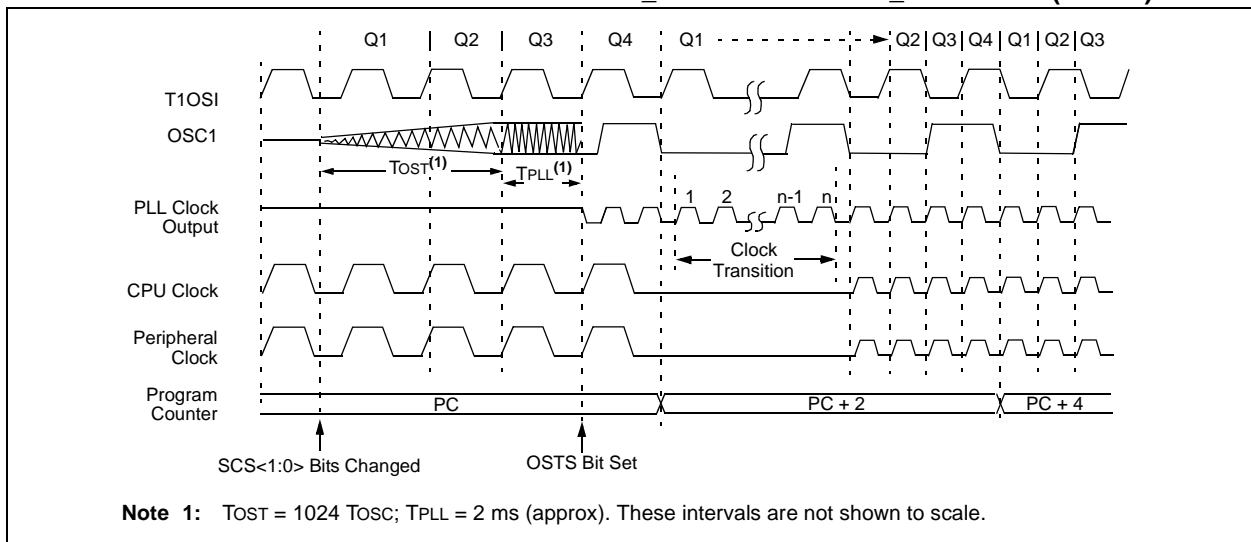 Q1 Q2 Q3 Q4 Q1 Q2 Q3 Q4 Q1 Q2 Q3
T1OSI
OSC1
TOST(1) TPLL(1)
1 2 n-1 n
PLL Clock
Output
Clock
Transition
CPU Clock
Peripheral
Clock
Program
Counter
PC PC + 2 PC + 4
SCS<1:0> Bits Changed OSTS Bit Set
Note 1: TOST = 1024 TOSC; TPLL = 2 ms (approx). These intervals are not shown to scale.